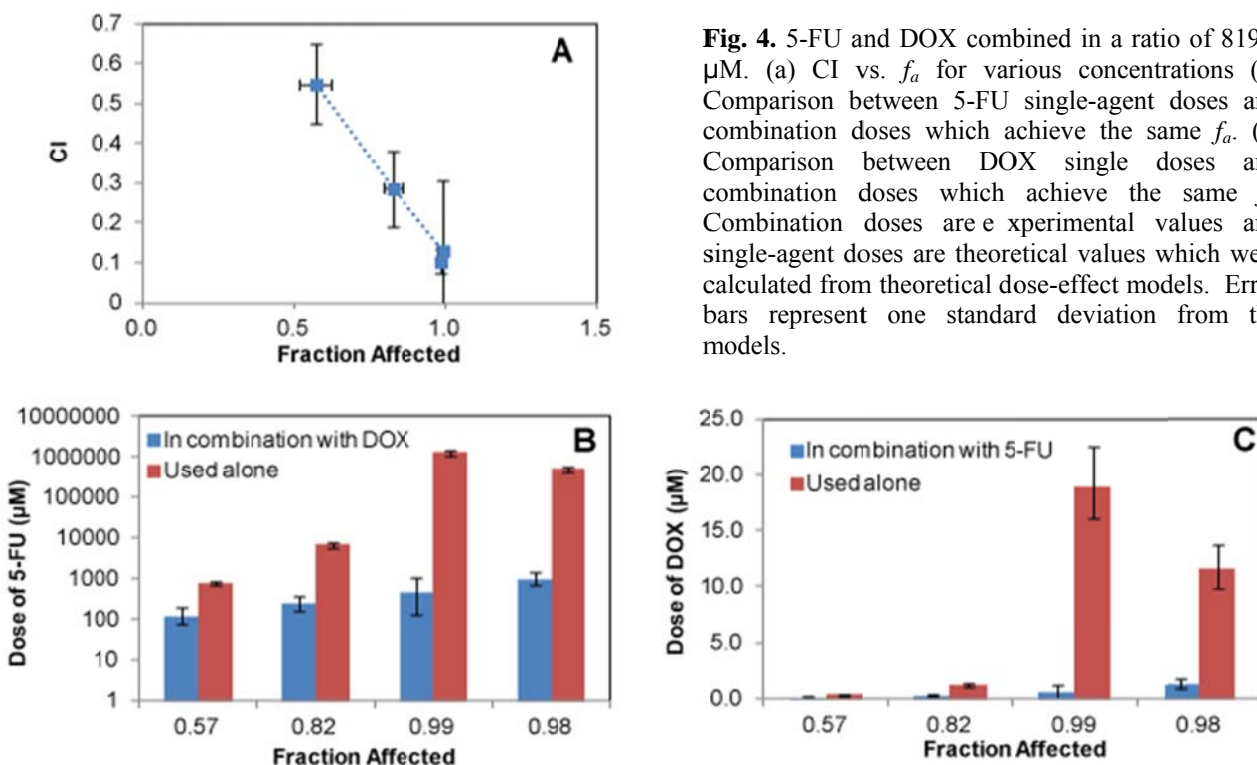 0.7
0.6
0.5
0.4
0.3
0.2
0.1
0
CI
A
0.0 0.5 1.0 1.5
Fraction Affected
Fig. 4. 5-FU and DOX combined in a ratio of 819
µM. (a) CI vs. fa for various concentrations (
Comparison between 5-FU single-agent doses a
combination doses which achieve the same fa. (
Comparison between DOX single doses a
combination doses which achieve the same
Combination doses are e xperimental values a
single-agent doses are theoretical values which we
calculated from theoretical dose-effect models. Err
bars represent one standard deviation from t
models.
10000000
1000000
100000
10000
1000
100
10
1
Dose of 5-FU (µM)
In combination with DOX
Used alone
B
0.57 0.82 0.99 0.98
Fraction Affected
25.0
20.0
15.0
10.0
5.0
0.0
Dose of DOX (µM)
In combination with 5-FU
Used alone
C
0.57 0.82 0.99 0.98
Fraction Affected